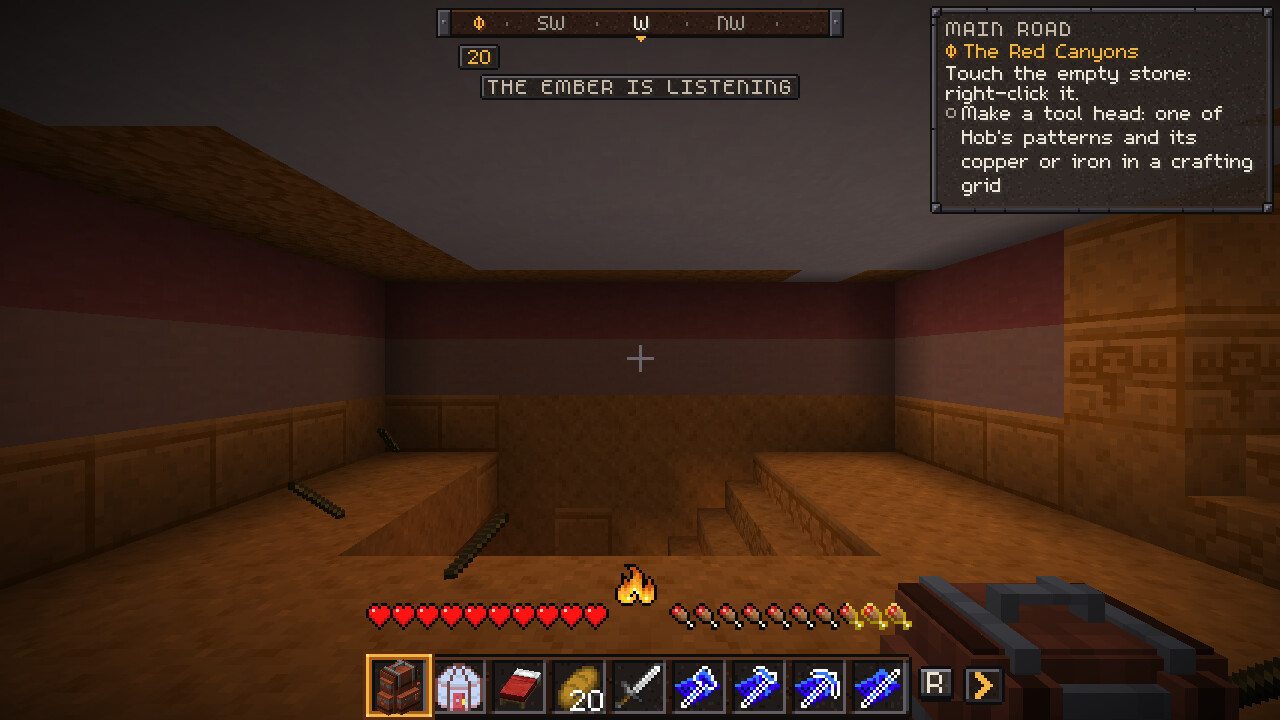 SW W NW
20
THE EMBER IS LISTENING
MAIN ROAD
The Red Canyons
Touch the empty stone:
right-click it.
Make a tool head: one of
Hob's patterns and its
copper or iron in a crafting
grid
20
R